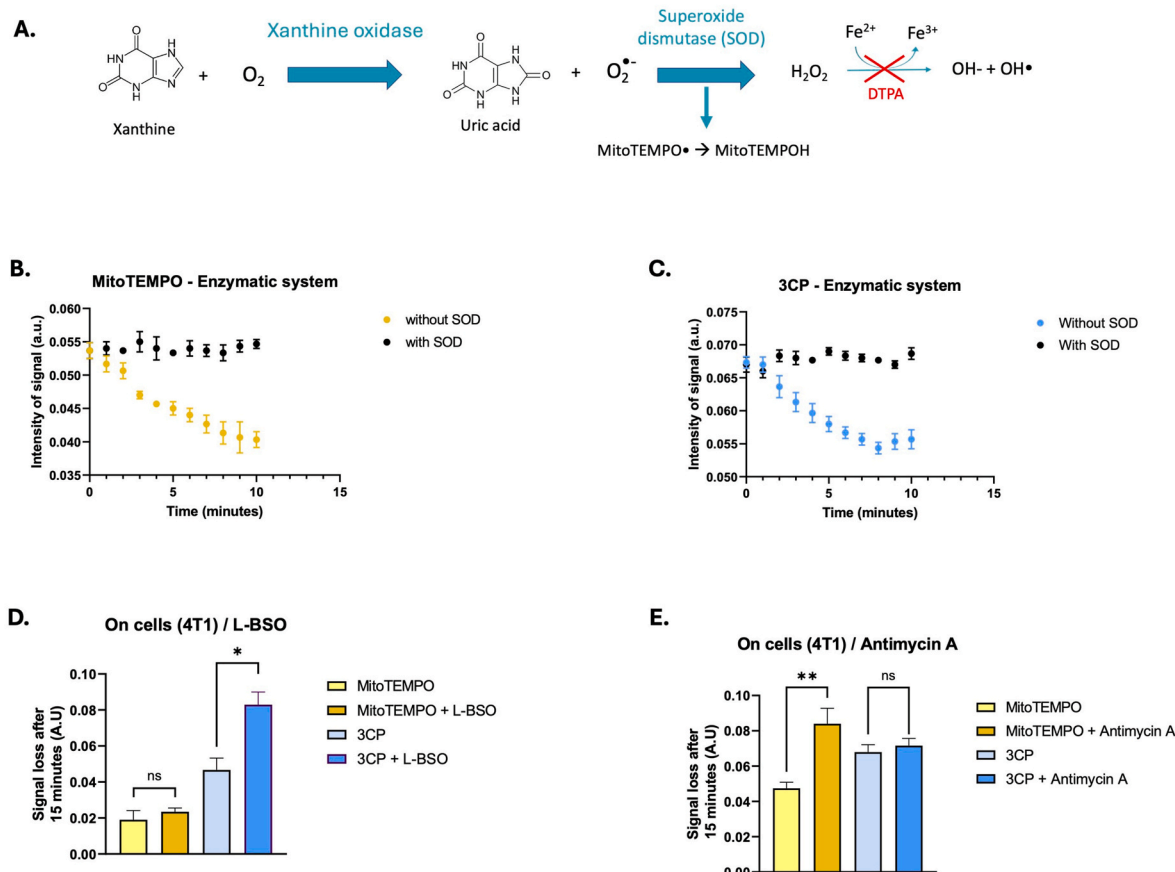 A.
Xanthine oxidase
Superoxide
dismutase (SOD)
Fe²⁺ Fe³⁺
O H N HN O N H N
+ O₂
O H N HN O O N H N H
+ O₂•-
H₂O₂
OH- + OH•
DTPA
Xanthine
Uric acid
MitoTEMPO• → MitoTEMPOH
B.
MitoTEMPO - Enzymatic system
Intensity of signal (a.u.)
0.060
0.055
0.050
0.045
0.040
0.035
0 5 10 15
Time (minutes)
without SOD
with SOD
C.
3CP - Enzymatic system
Intensity of signal (a.u.)
0.075
0.070
0.065
0.060
0.055
0.050
0 5 10 15
Time (minutes)
Without SOD
With SOD
D.
On cells (4T1) / L-BSO
Signal loss after
15 minutes (A.U)
0.10
0.08
0.06
0.04
0.02
0.00
ns
*
MitoTEMPO
MitoTEMPO + L-BSO
3CP
3CP + L-BSO
E.
On cells (4T1) / Antimycin A
Signal loss after
15 minutes (A.U)
0.10
0.08
0.06
0.04
0.02
0.00
**
ns
MitoTEMPO
MitoTEMPO + Antimycin A
3CP
3CP + Antimycin A